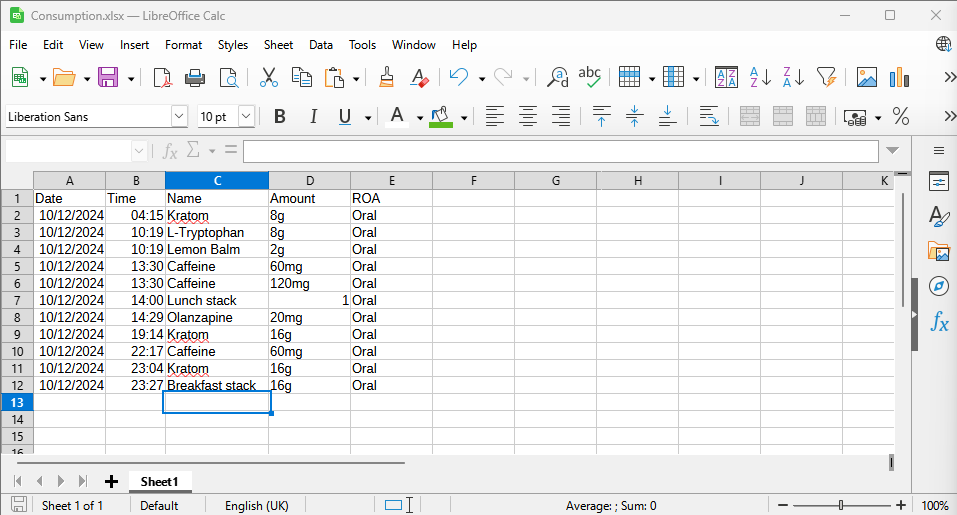 Consumption.xlsx — LibreOffice Calc
File Edit View Insert Format Styles Sheet Data Tools Window Help
Liberation Sans 10 pt B I U A %
fx Σ =
A B C D E F G H I J K
1 Date Time Name Amount ROA
2 10/12/2024 04:15 Kratom 8g Oral
3 10/12/2024 10:19 L-Tryptophan 8g Oral
4 10/12/2024 10:19 Lemon Balm 2g Oral
5 10/12/2024 13:30 Caffeine 60mg Oral
6 10/12/2024 13:30 Caffeine 120mg Oral
7 10/12/2024 14:00 Lunch stack 1 Oral
8 10/12/2024 14:29 Olanzapine 20mg Oral
9 10/12/2024 19:14 Kratom 16g Oral
10 10/12/2024 22:17 Caffeine 60mg Oral
11 10/12/2024 23:04 Kratom 16g Oral
12 10/12/2024 23:27 Breakfast stack 16g Oral
13
14
15
16
Sheet1
Sheet 1 of 1 Default English (UK) Average: ; Sum: 0 100%